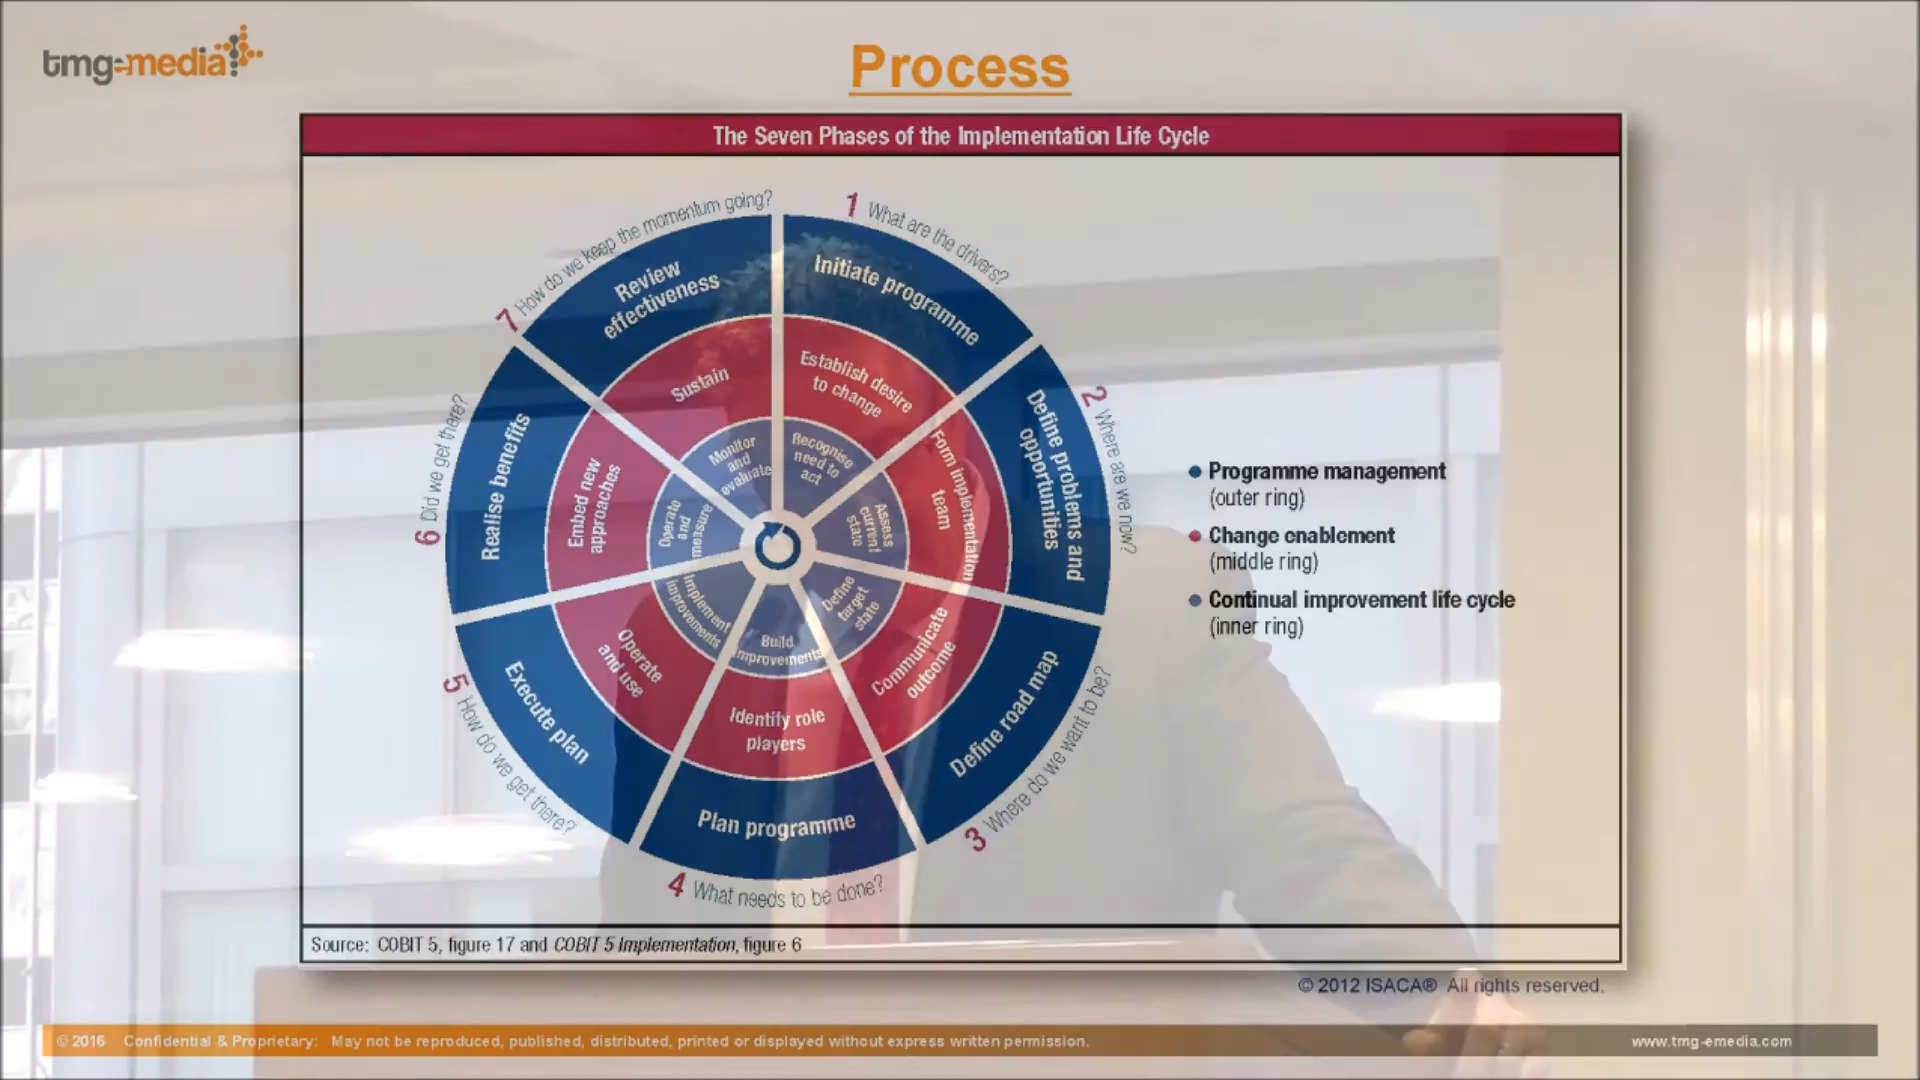 tmg-emedia
Process
The Seven Phases of the Implementation Life Cycle
1 What are the drivers?
Initiate programme
Establish desire
to change
Recognise
need to
act
2 Where are we now?
Define problems and
opportunities
Form implementation
team
Assess
current
state
3 Where do we want to be?
Define road map
Communicate
outcome
Define
target
state
4 What needs to be done?
Plan programme
Identify role
players
Build
improvements
5 How do we get there?
Execute plan
Operate
and use
Implement
improvements
6 Did we get there?
Realise benefits
Embed new
approaches
Operate
and
measure
7 How do we keep the momentum going?
Review
effectiveness
Sustain
Monitor
and
evaluate
Programme management
(outer ring)
Change enablement
(middle ring)
Continual improvement life cycle
(inner ring)
Source: COBIT 5, figure 17 and COBIT 5 Implementation, figure 6
© 2012 ISACA® All rights reserved.
© 2016 Confidential & Proprietary: May not be reproduced, published, distributed, printed or displayed without express written permission.
www.tmg-emedia.com